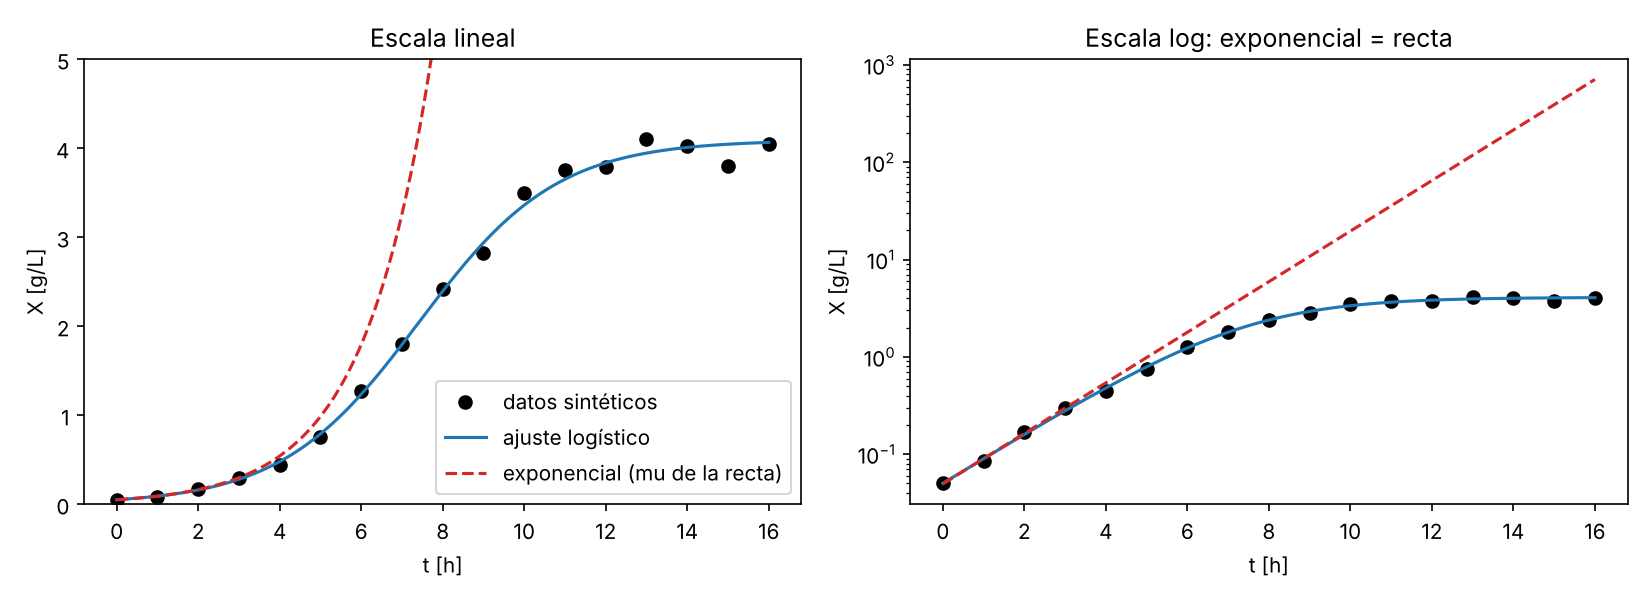 Escala lineal
5
4
3
2
1
0
X [g/L]
datos sintéticos
ajuste logístico
exponencial (mu de la recta)
0 2 4 6 8 10 12 14 16
t [h]
Escala log: exponencial = recta
10³
10²
10¹
10⁰
10⁻¹
X [g/L]
0 2 4 6 8 10 12 14 16
t [h]